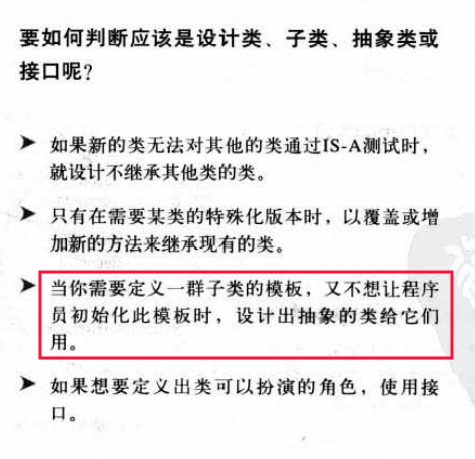 要如何判断应该是设计类、子类、抽象类或
接口呢？
➤ 如果新的类无法对其他的类通过IS-A测试时，
就设计不继承其他类的类。
➤ 只有在需要某类的特殊化版本时，以覆盖或增
加新的方法来继承现有的类。
➤ 当你需要定义一群子类的模板，又不想让程序
员初始化此模板时，设计出抽象的类给它们
用。
➤ 如果想要定义出类可以扮演的角色，使用接
口。